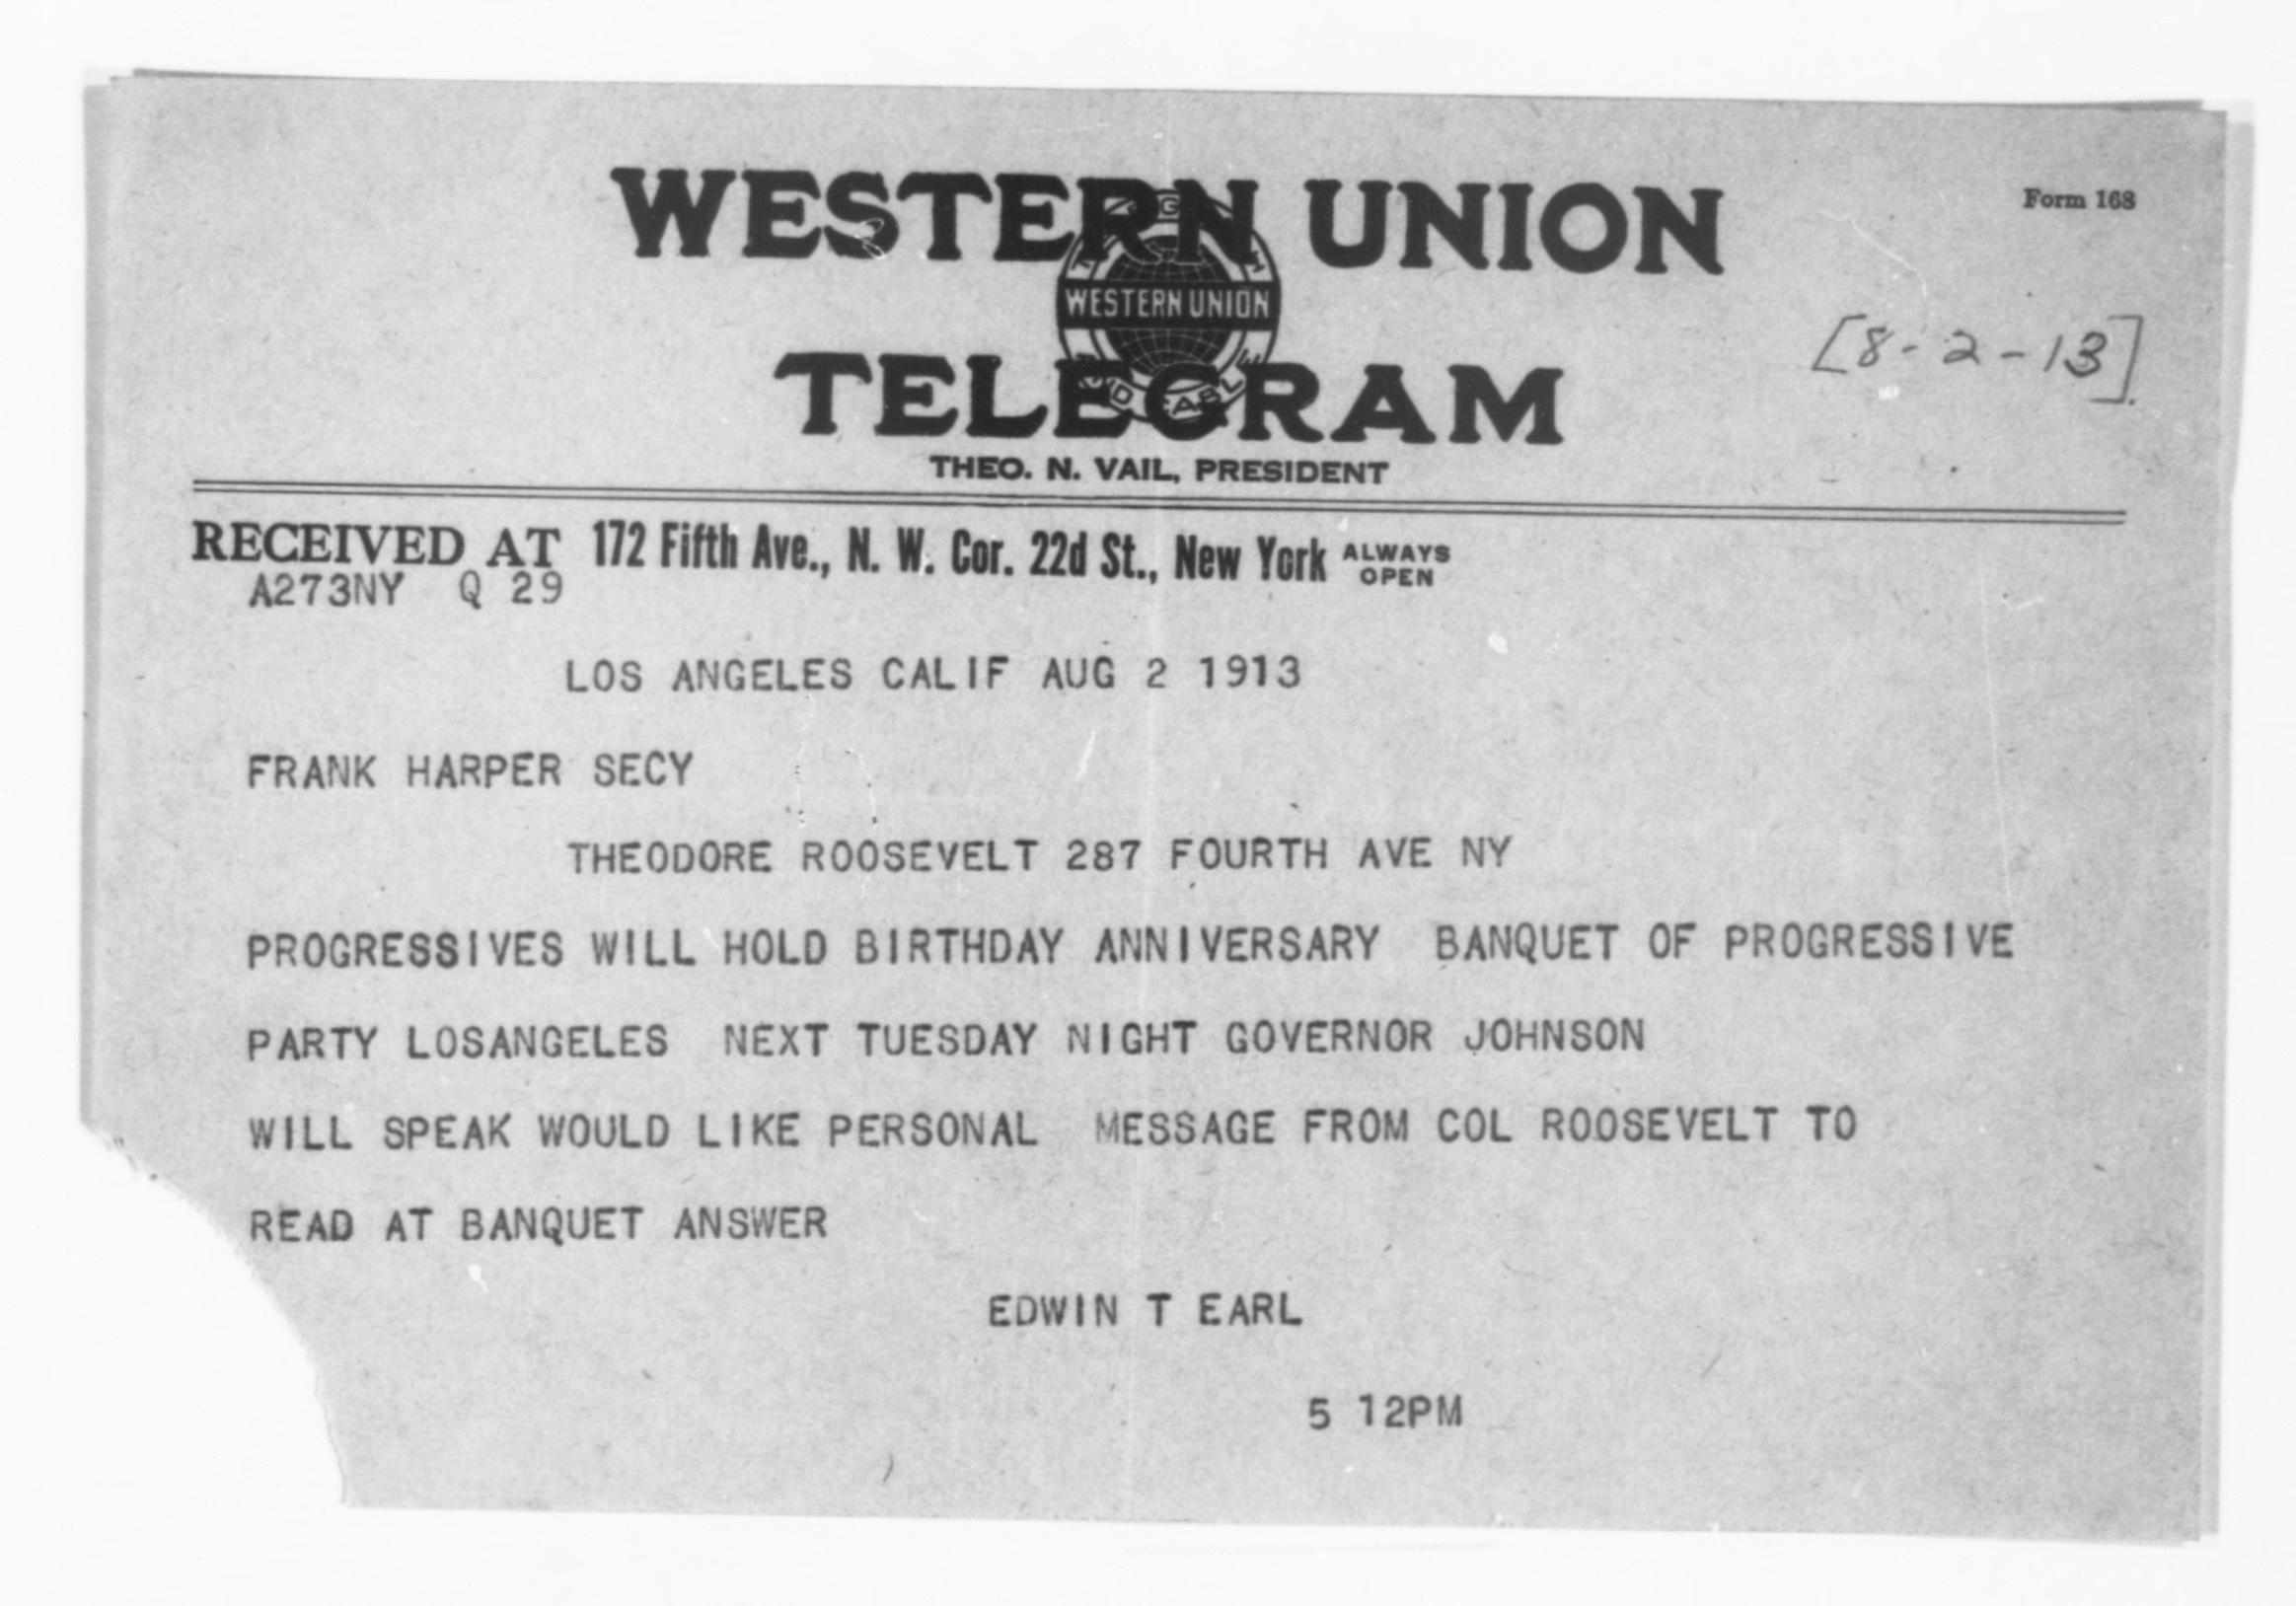 WESTERN UNION
Form 168
WESTERN UNION
[8-2-13]
TELEGRAM
THEO. N. VAIL, PRESIDENT
RECEIVED AT 172 Fifth Ave., N. W. Cor. 22d St., New York ALWAYS OPEN
A273NY Q 29
LOS ANGELES CALIF AUG 2 1913
FRANK HARPER SECY
THEODORE ROOSEVELT 287 FOURTH AVE NY
PROGRESSIVES WILL HOLD BIRTHDAY ANNIVERSARY BANQUET OF PROGRESSIVE
PARTY LOSANGELES NEXT TUESDAY NIGHT GOVERNOR JOHNSON
WILL SPEAK WOULD LIKE PERSONAL MESSAGE FROM COL ROOSEVELT TO
READ AT BANQUET ANSWER
EDWIN T EARL
5 12PM